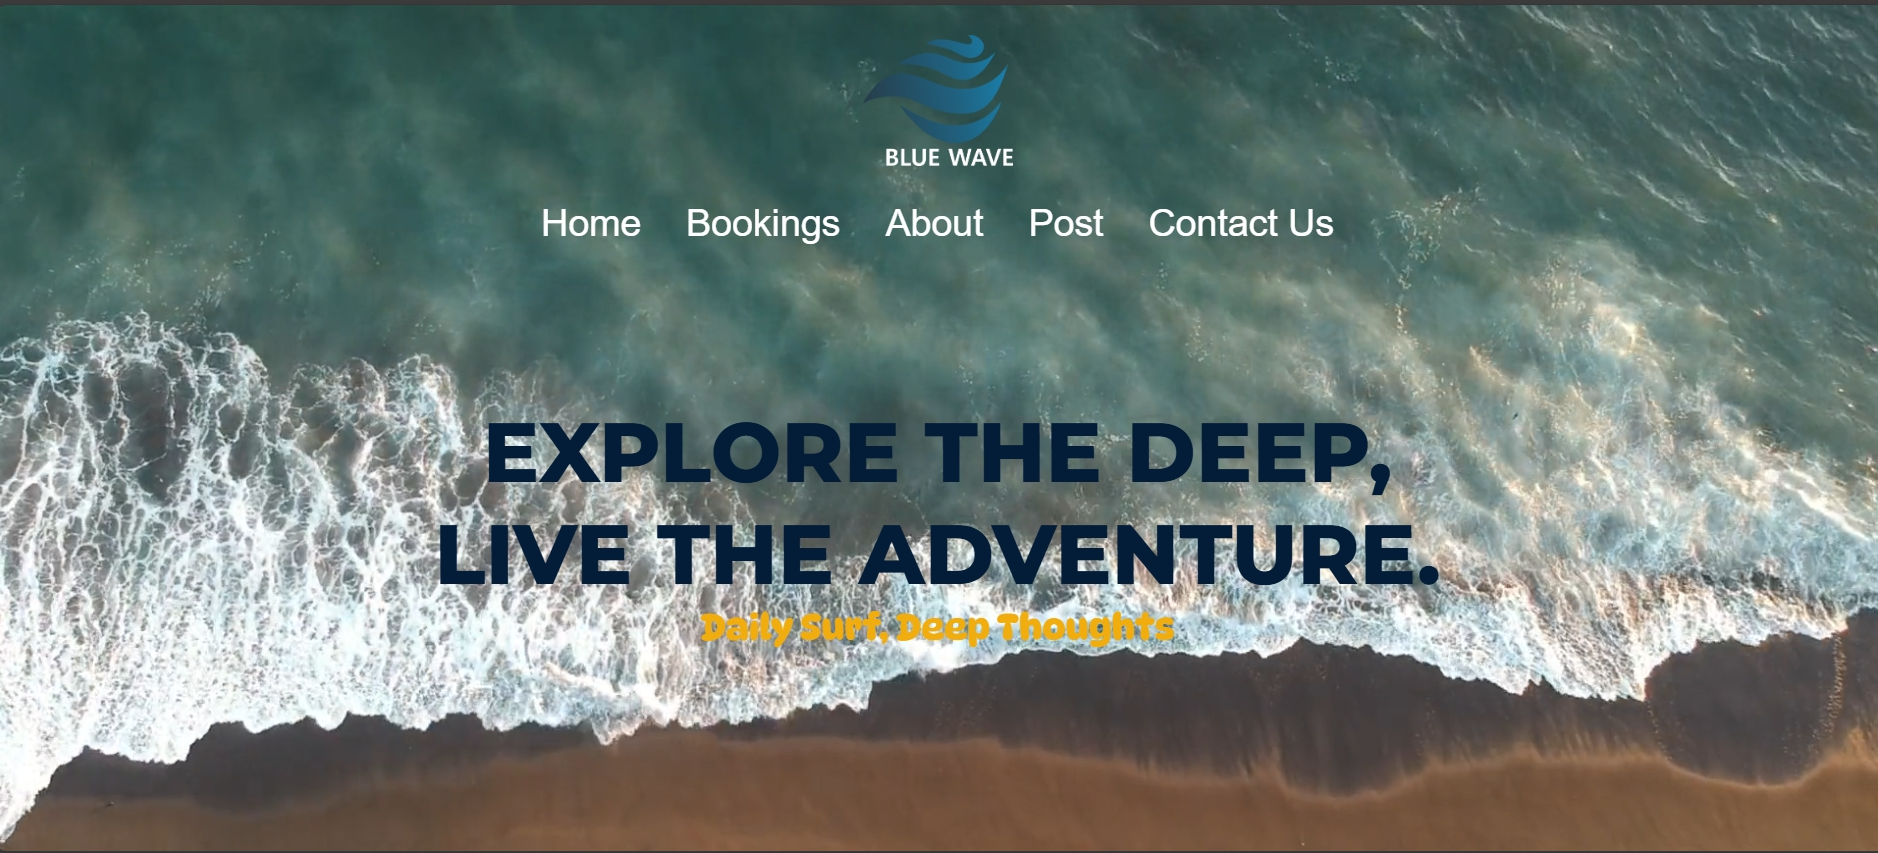 BLUE WAVE
Home Bookings About Post Contact Us
EXPLORE THE DEEP,
LIVE THE ADVENTURE.
Daily Surf, Deep Thoughts